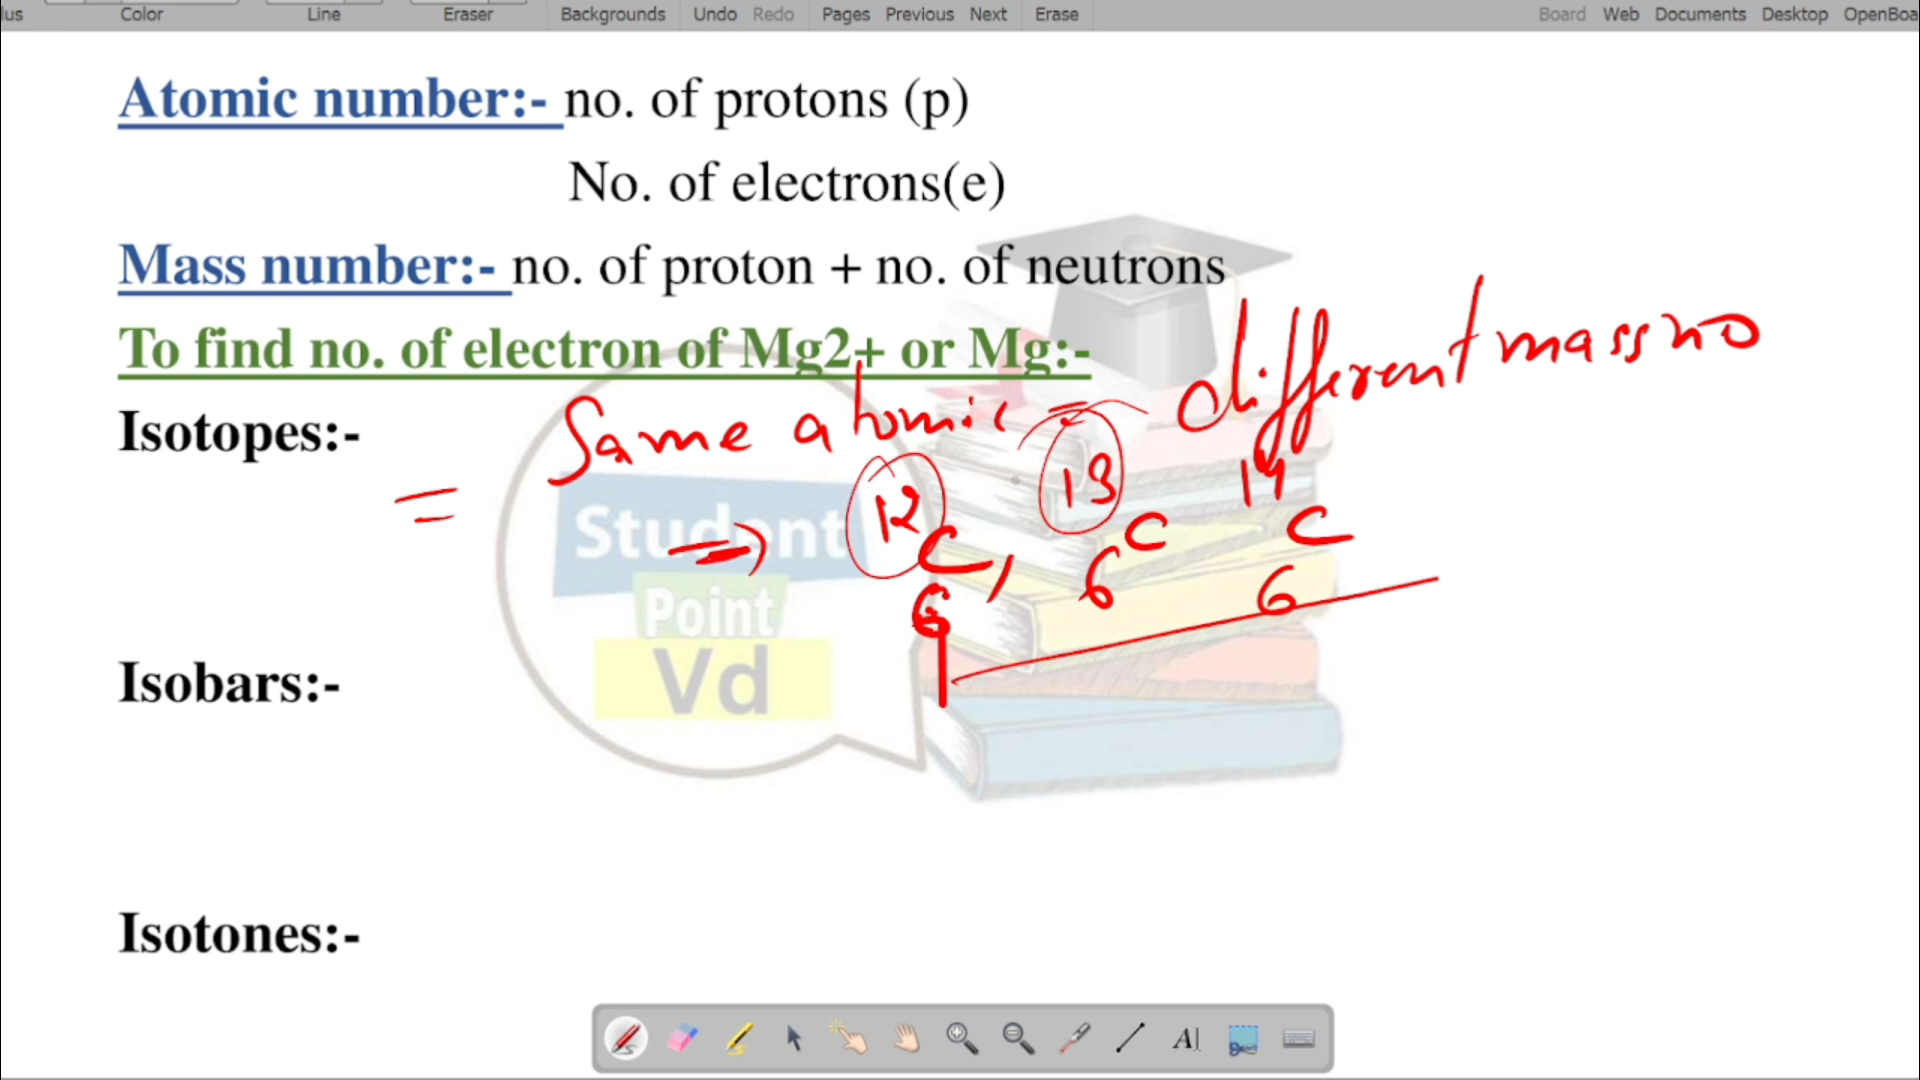 lus Color Line Eraser Backgrounds Undo Redo Pages Previous Next Erase Board Web Documents Desktop OpenBoa
Atomic number:- no. of protons (p)
No. of electrons(e)
Mass number:- no. of proton + no. of neutrons
To find no. of electron of Mg2+ or Mg:-
Isotopes:- Same atomic = different mass no
=
⇒ 12 C, 13 C 14 C
6 6 6
Student
Point
Vd
Isobars:-
Isotones:-
A|